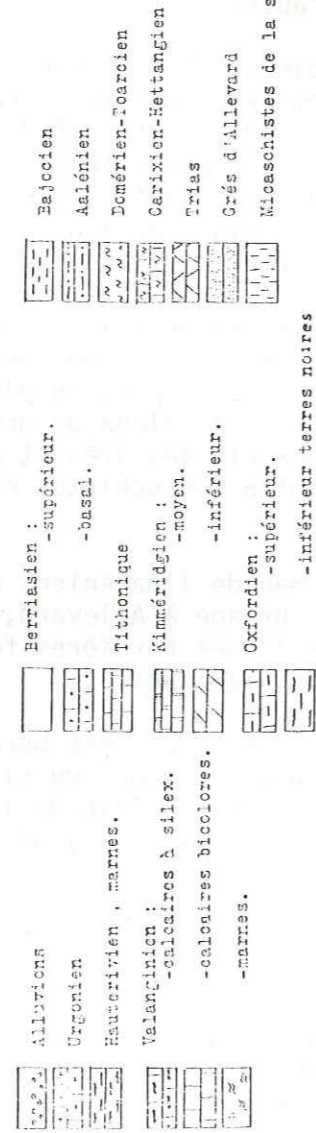 Alluvions
Urgonien
Hauterivien , marnes.
Valanginien :
-calcaires à silex.
-calcaires bicolores.
-marnes.
Berriasien :
-supérieur.
-basal.
Tithonique
Kimméridgien :
-moyen.
-inférieur.
Oxfordien :
-supérieur.
-inférieur terres noires
Bajocien
Aalénien
Domérien-Toarcien
Carixien-Hettangien
Trias
Grés d'Allevard
Micaschistes de la s